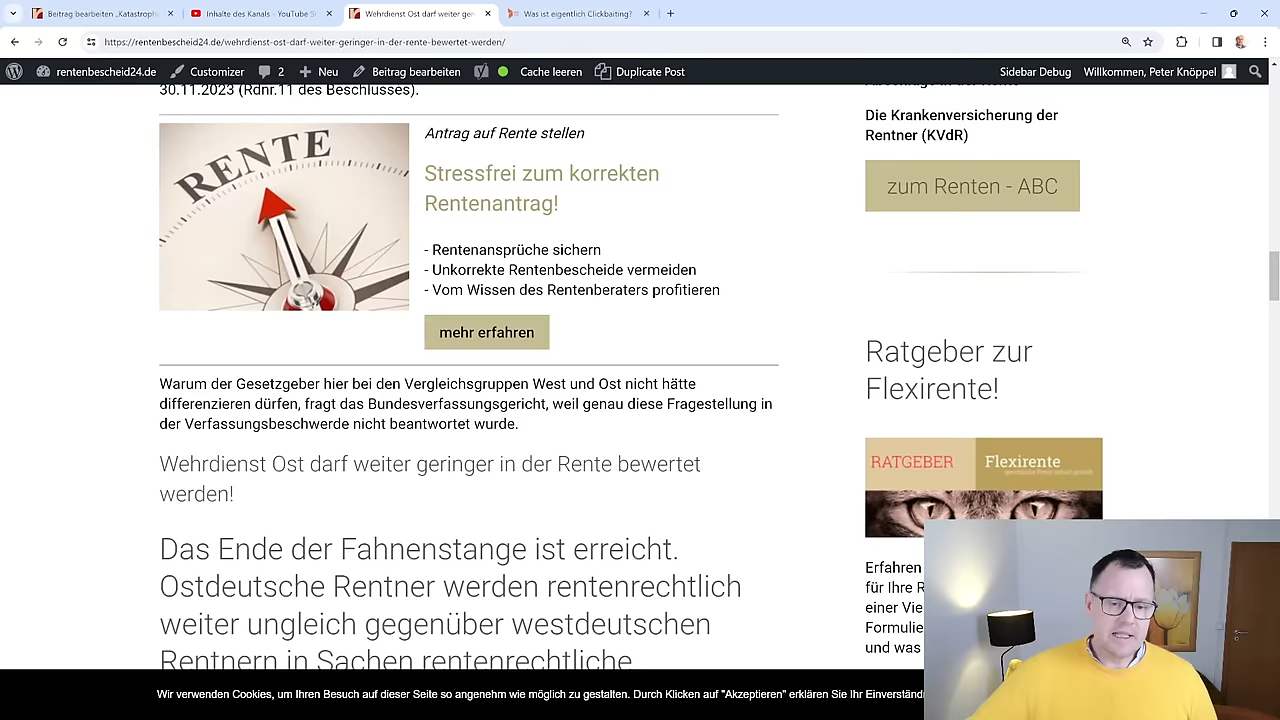 Beitrag bearbeiten „Katastroph
Inhalte des Kanals - YouTube S
Wehrdienst Ost darf weiter ger
Was ist eigentlich Clickbaiting?
https://rentenbescheid24.de/wehrdienst-ost-darf-weiter-geringer-in-der-rente-bewertet-werden/
rentenbescheid24.de
Customizer
2
Neu
Beitrag bearbeiten
Cache leeren
Duplicate Post
Sidebar Debug
Willkommen, Peter Knöppel
30.11.2023 (Rdnr.11 des Beschlusses).
RENTE
Antrag auf Rente stellen
Stressfrei zum korrekten
Rentenantrag!
- Rentenansprüche sichern
- Unkorrekte Rentenbescheide vermeiden
- Vom Wissen des Rentenberaters profitieren
mehr erfahren
Warum der Gesetzgeber hier bei den Vergleichsgruppen West und Ost nicht hätte
differenzieren dürfen, fragt das Bundesverfassungsgericht, weil genau diese Fragestellung in
der Verfassungsbeschwerde nicht beantwortet wurde.
Wehrdienst Ost darf weiter geringer in der Rente bewertet
werden!
Das Ende der Fahnenstange ist erreicht.
Ostdeutsche Rentner werden rentenrechtlich
weiter ungleich gegenüber westdeutschen
Rentnern in Sachen rentenrechtliche
Die Krankenversicherung der
Rentner (KVdR)
zum Renten - ABC
Ratgeber zur
Flexirente!
RATGEBER
Flexirente
Erfahren
für Ihre R
einer Vie
Formulie
und was
Wir verwenden Cookies, um Ihren Besuch auf dieser Seite so angenehm wie möglich zu gestalten. Durch Klicken auf "Akzeptieren" erklären Sie Ihr Einverständ